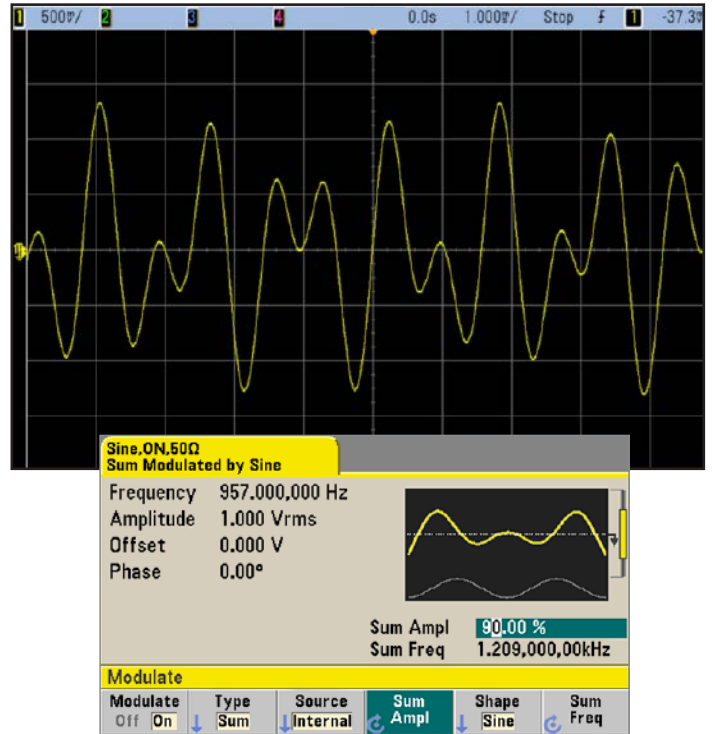 1 500▽/ 2 3 4 0.0s 1.000▽/ Stop 1 -37.3▽
Sine,ON,50Ω
Sum Modulated by Sine
Frequency 957.000,000 Hz
Amplitude 1.000 Vrms
Offset 0.000 V
Phase 0.00°
Sum Ampl 90.00 %
Sum Freq 1.209,000,00kHz
Modulate
Modulate Type Source Sum Shape Sum
Off On Sum Internal Ampl Sine Freq